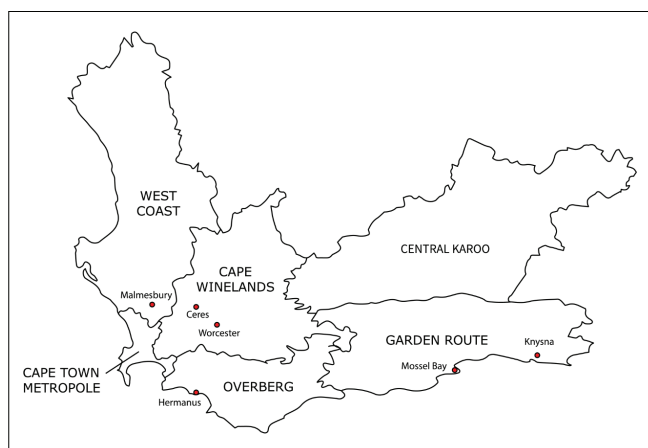 WEST
COAST
CENTRAL KAROO
CAPE
WINELANDS
Malmesbury
Ceres
Worcester
GARDEN ROUTE
Knysna
Mossel Bay
CAPE TOWN
METROPOLE
OVERBERG
Hermanus